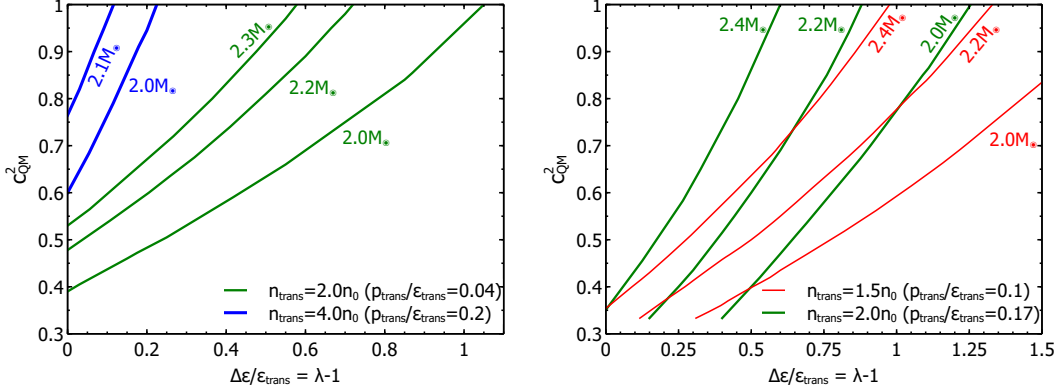 1
0.9
0.8
0.7
0.6
0.5
0.4
0.3
c²QM
2.1M⊙
2.0M⊙
2.3M⊙
2.2M⊙
2.0M⊙
ntrans=2.0n0 (ptrans/εtrans=0.04)
ntrans=4.0n0 (ptrans/εtrans=0.2)
0 0.2 0.4 0.6 0.8 1
Δε/εtrans = λ-1
1
0.9
0.8
0.7
0.6
0.5
0.4
0.3
c²QM
2.4M⊙
2.2M⊙
2.4M⊙
2.0M⊙
2.2M⊙
2.0M⊙
ntrans=1.5n0 (ptrans/εtrans=0.1)
ntrans=2.0n0 (ptrans/εtrans=0.17)
0 0.25 0.5 0.75 1 1.25 1.5
Δε/εtrans = λ-1